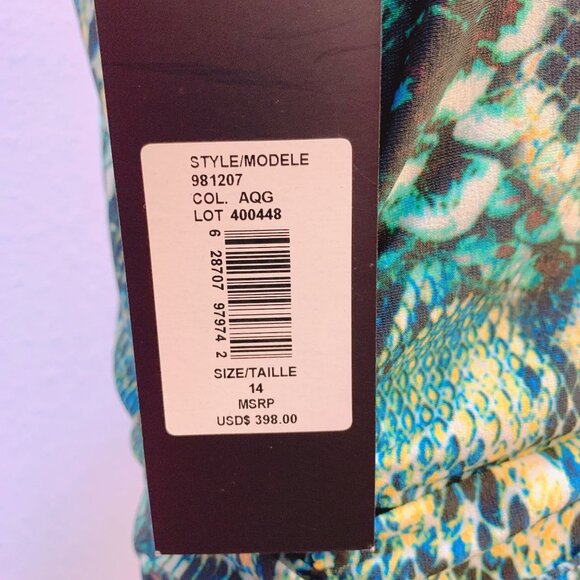 STYLE/MODELE
981207
COL. AQG
LOT 400448
6 28707 97974 2
SIZE/TAILLE
14
MSRP
USD$ 398.00